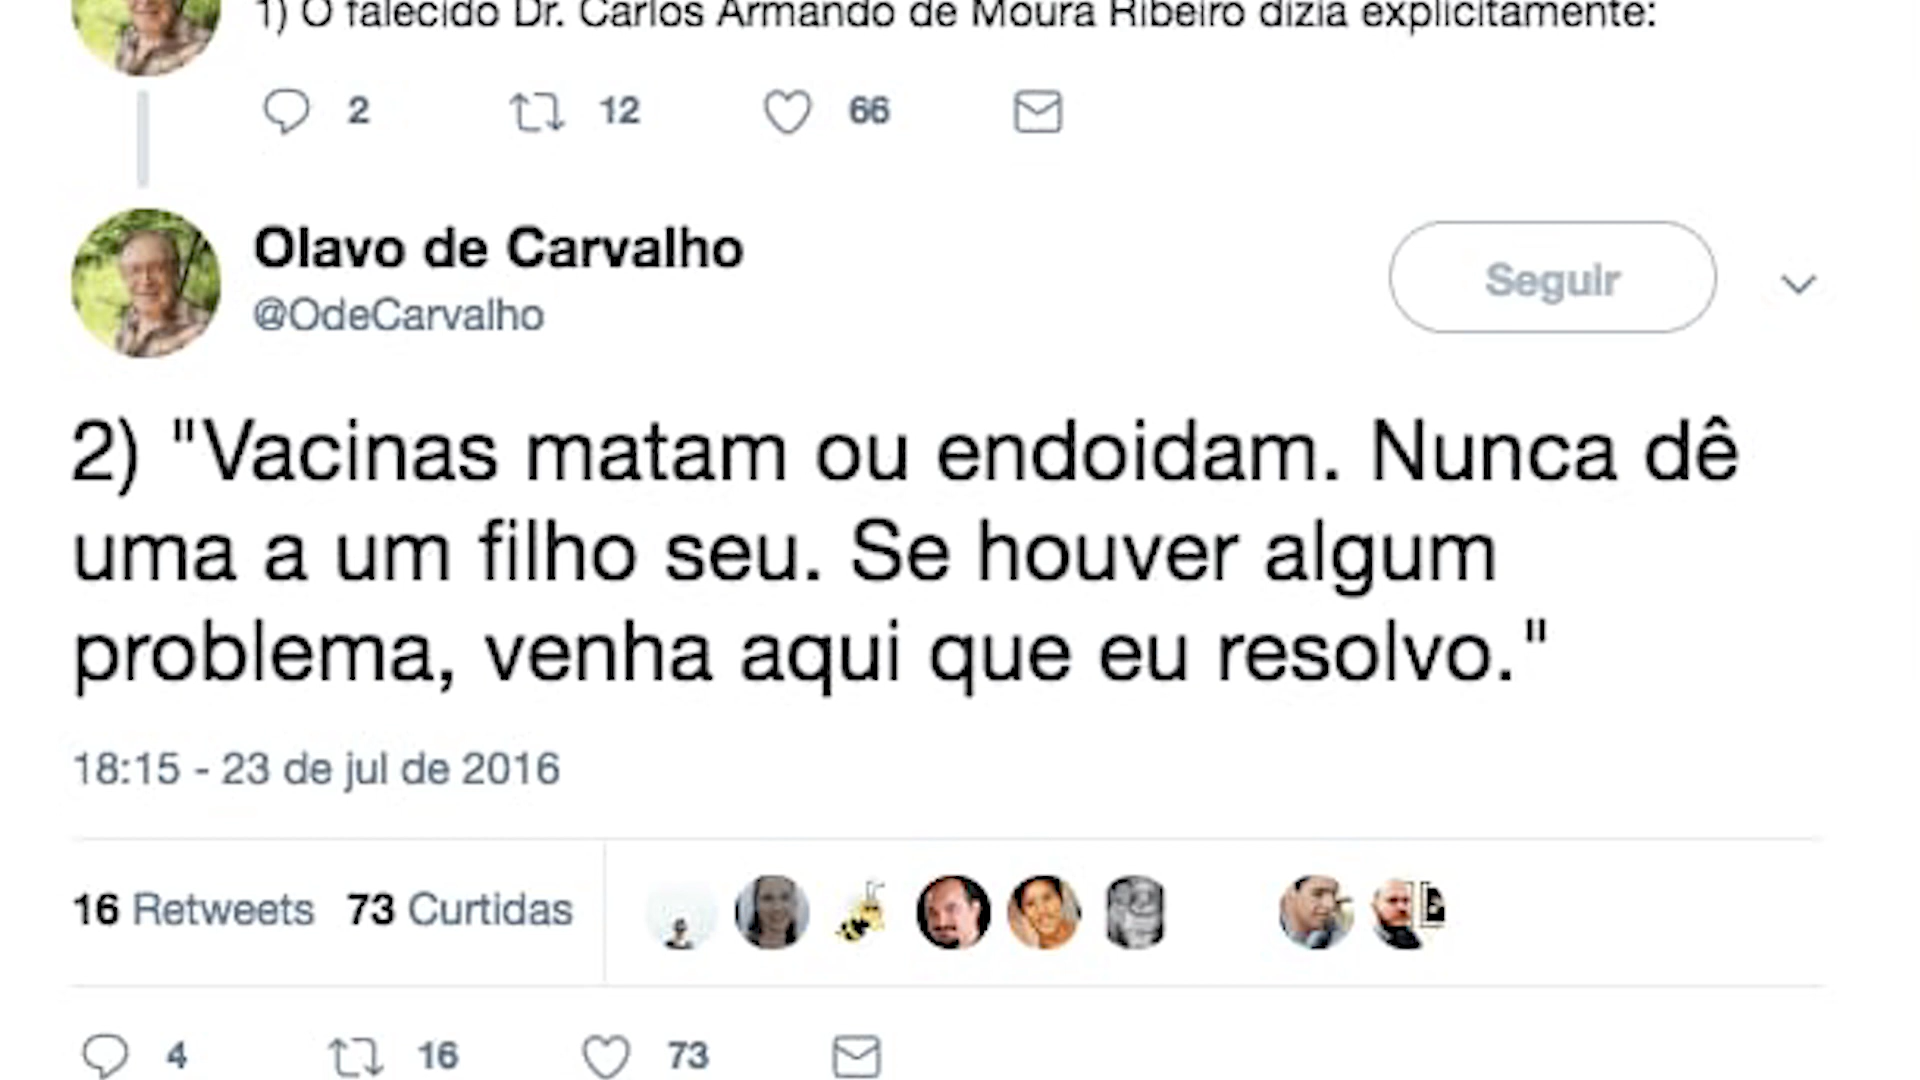 1) O falecido Dr. Carlos Armando de Moura Ribeiro dizia explicitamente:
2 12 66
Olavo de Carvalho
@OdeCarvalho
Seguir
2) "Vacinas matam ou endoidam. Nunca dê
uma a um filho seu. Se houver algum
problema, venha aqui que eu resolvo."
18:15 - 23 de jul de 2016
16 Retweets 73 Curtidas
4 16 73